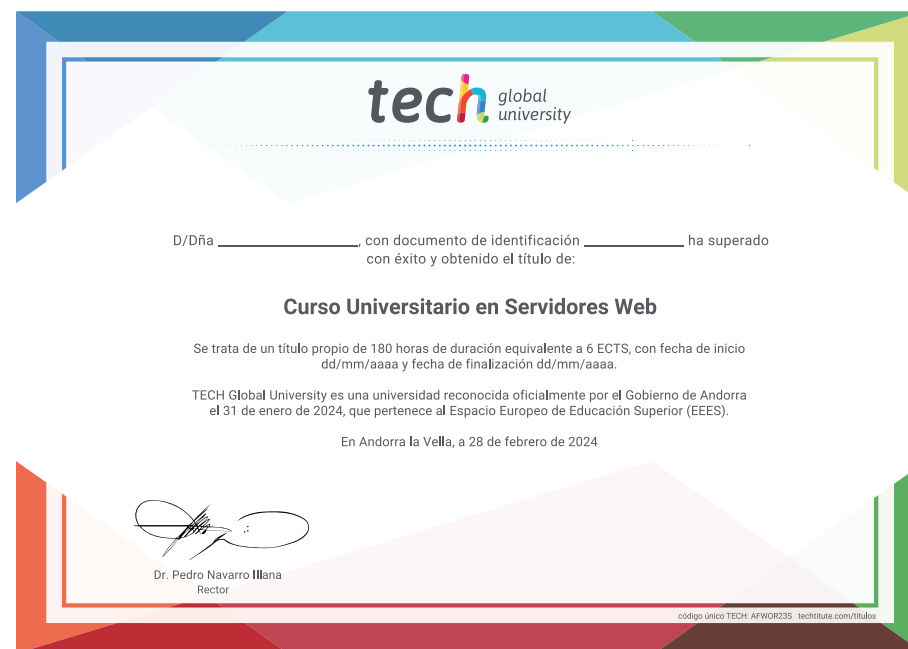 tech global university
D/Dña ____________________, con documento de identificación ______________ ha superado
con éxito y obtenido el título de:
Curso Universitario en Servidores Web
Se trata de un título propio de 180 horas de duración equivalente a 6 ECTS, con fecha de inicio
dd/mm/aaaa y fecha de finalización dd/mm/aaaa.
TECH Global University es una universidad reconocida oficialmente por el Gobierno de Andorra
el 31 de enero de 2024, que pertenece al Espacio Europeo de Educación Superior (EEES).
En Andorra la Vella, a 28 de febrero de 2024
Dr. Pedro Navarro Illana
Rector
código único TECH: AFWOR23S techtitute.com/titulos